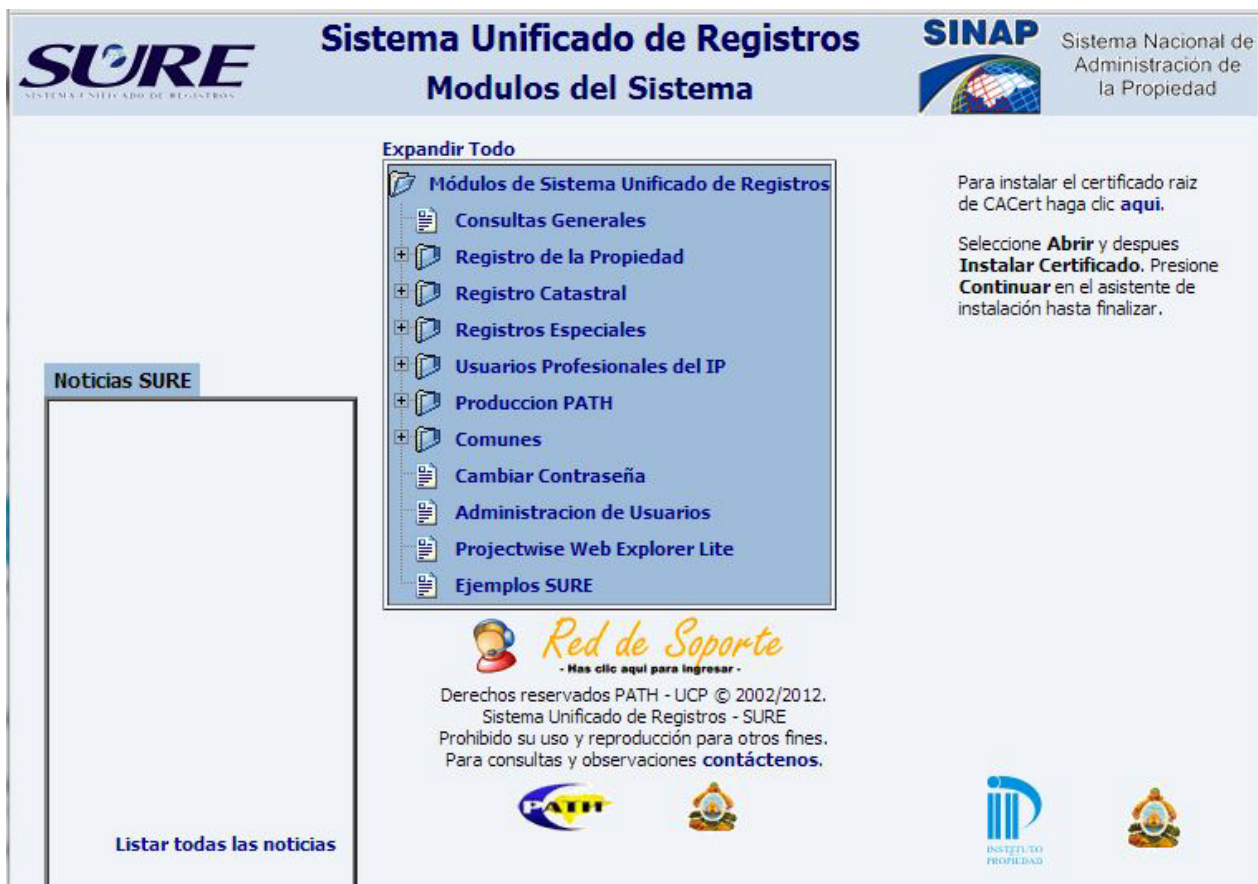 SURE
SISTEMA UNIFICADO DE REGISTROS
Sistema Unificado de Registros
Modulos del Sistema
SINAP
Sistema Nacional de
Administración de
la Propiedad
Expandir Todo
Módulos de Sistema Unificado de Registros
Consultas Generales
Registro de la Propiedad
Registro Catastral
Registros Especiales
Usuarios Profesionales del IP
Produccion PATH
Comunes
Cambiar Contraseña
Administracion de Usuarios
Projectwise Web Explorer Lite
Ejemplos SURE
Para instalar el certificado raiz
de CACert haga clic aqui.
Seleccione Abrir y despues
Instalar Certificado. Presione
Continuar en el asistente de
instalación hasta finalizar.
Noticias SURE
Listar todas las noticias
Red de Soporte
- Has clic aqui para ingresar -
Derechos reservados PATH - UCP © 2002/2012.
Sistema Unificado de Registros - SURE
Prohibido su uso y reproducción para otros fines.
Para consultas y observaciones contáctenos.
PATH
INSTITUTO
PROPIEDAD